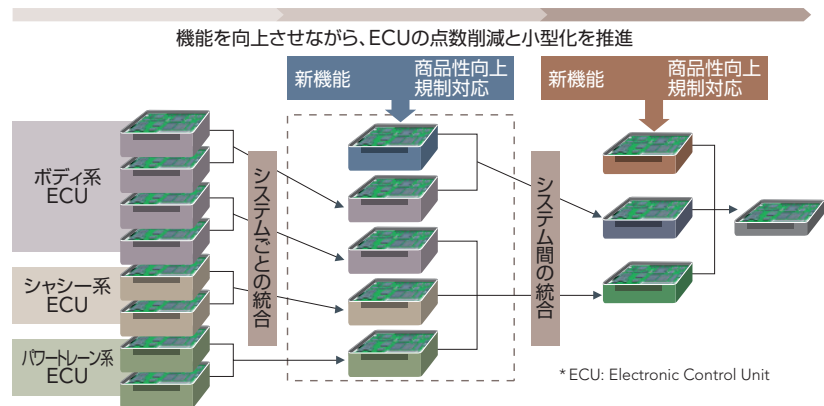 機能を向上させながら、ECUの点数削減と小型化を推進
新機能
商品性向上
規制対応
新機能
商品性向上
規制対応
ボディ系
ECU
シャシー系
ECU
パワートレーン系
ECU
システムごとの統合
システム間の統合
*ECU: Electronic Control Unit